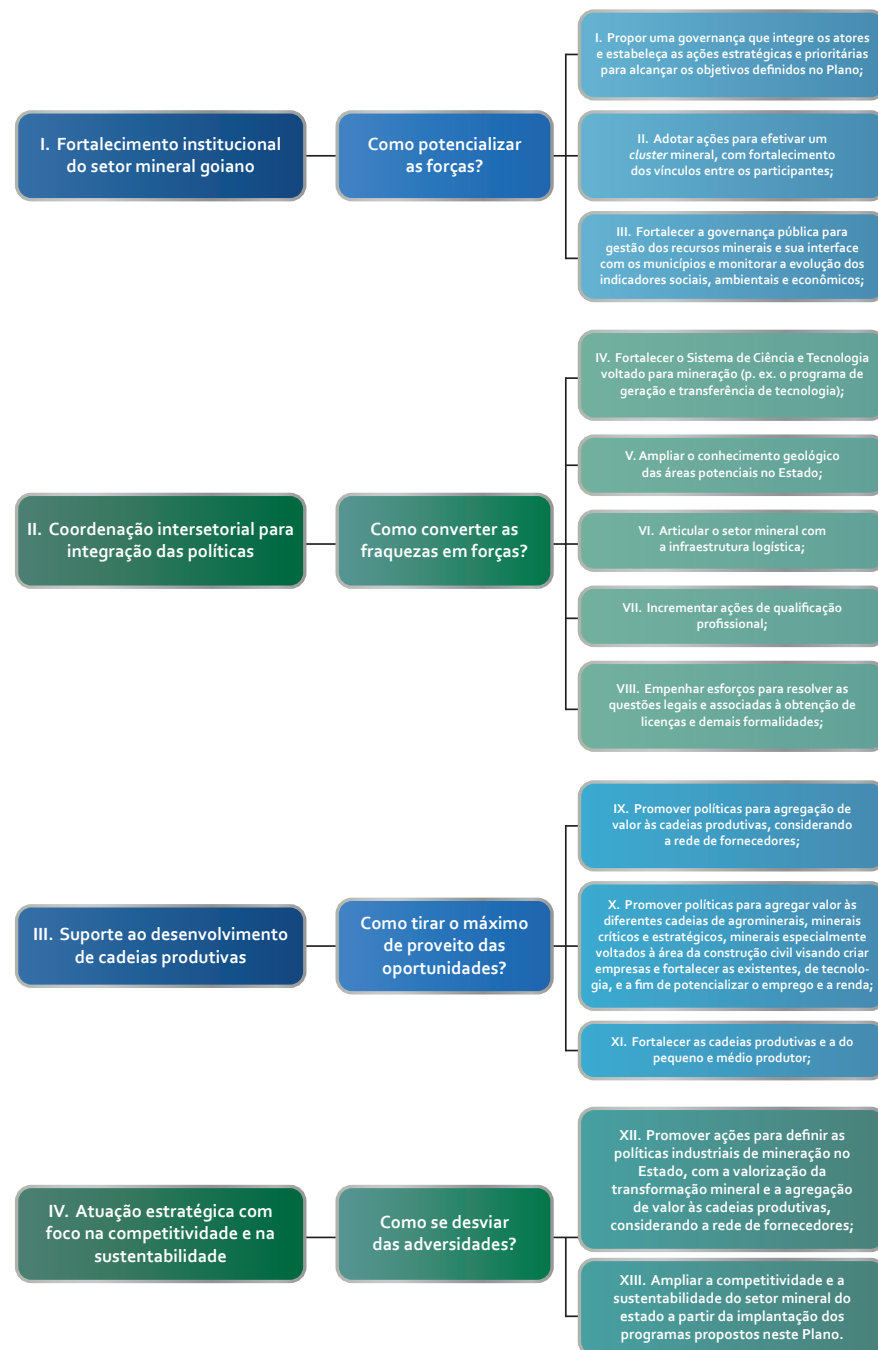 I. Fortalecimento institucional
do setor mineral goiano
Como potencializar
as forças?
I. Propor uma governança que integre os atores
e estabeleça as ações estratégicas e prioritárias
para alcançar os objetivos definidos no Plano;
II. Adotar ações para efetivar um
cluster mineral, com fortalecimento
dos vínculos entre os participantes;
III. Fortalecer a governança pública para
gestão dos recursos minerais e sua interface
com os municípios e monitorar a evolução dos
indicadores sociais, ambientais e econômicos;
II. Coordenação intersetorial para
integração das políticas
Como converter as
fraquezas em forças?
IV. Fortalecer o Sistema de Ciência e Tecnologia
voltado para mineração (p. ex. o programa de
geração e transferência de tecnologia);
V. Ampliar o conhecimento geológico
das áreas potenciais no Estado;
VI. Articular o setor mineral com
a infraestrutura logística;
VII. Incrementar ações de qualificação
profissional;
VIII. Empenhar esforços para resolver as
questões legais e associadas à obtenção de
licenças e demais formalidades;
III. Suporte ao desenvolvimento
de cadeias produtivas
Como tirar o máximo
de proveito das
oportunidades?
IX. Promover políticas para agregação de
valor às cadeias produtivas, considerando
a rede de fornecedores;
X. Promover políticas para agregar valor às
diferentes cadeias de agrominerais, minerais
críticos e estratégicos, minerais especialmente
voltados à área da construção civil visando criar
empresas e fortalecer as existentes, de tecnolo-
gia, e a fim de potencializar o emprego e a renda;
XI. Fortalecer as cadeias produtivas e a do
pequeno e médio produtor;
IV. Atuação estratégica com
foco na competitividade e na
sustentabilidade
Como se desviar
das adversidades?
XII. Promover ações para definir as
políticas industriais de mineração no
Estado, com a valorização da
transformação mineral e a agregação
de valor às cadeias produtivas,
considerando a rede de fornecedores;
XIII. Ampliar a competitividade e a
sustentabilidade do setor mineral do
estado a partir da implantação dos
programas propostos neste Plano.